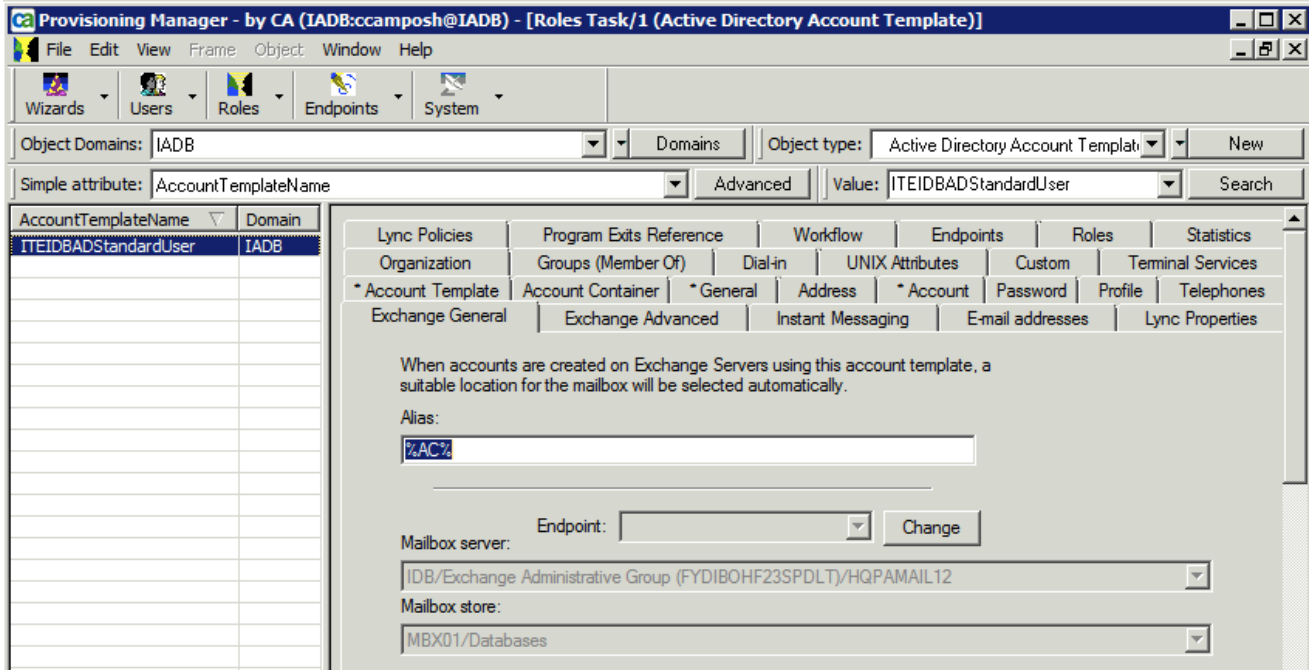 ca Provisioning Manager - by CA (IADB:ccamposh@IADB) - [Roles Task/1 (Active Directory Account Template)]
File Edit View Frame Object Window Help
Wizards Users Roles Endpoints System
Object Domains: IADB Domains Object type: Active Directory Account Templat New
Simple attribute: AccountTemplateName Advanced Value: ITEIDBADStandardUser Search
AccountTemplateName Domain
ITEIDBADStandardUser IADB
Lync Policies Program Exits Reference Workflow Endpoints Roles Statistics
Organization Groups (Member Of) Dial-in UNIX Attributes Custom Terminal Services
* Account Template Account Container * General Address * Account Password Profile Telephones
Exchange General Exchange Advanced Instant Messaging E-mail addresses Lync Properties
When accounts are created on Exchange Servers using this account template, a
suitable location for the mailbox will be selected automatically.
Alias:
%AC%
Endpoint: Change
Mailbox server:
IDB/Exchange Administrative Group (FYDIBOHF23SPDLT)/HQPAMAIL12
Mailbox store:
MBX01/Databases